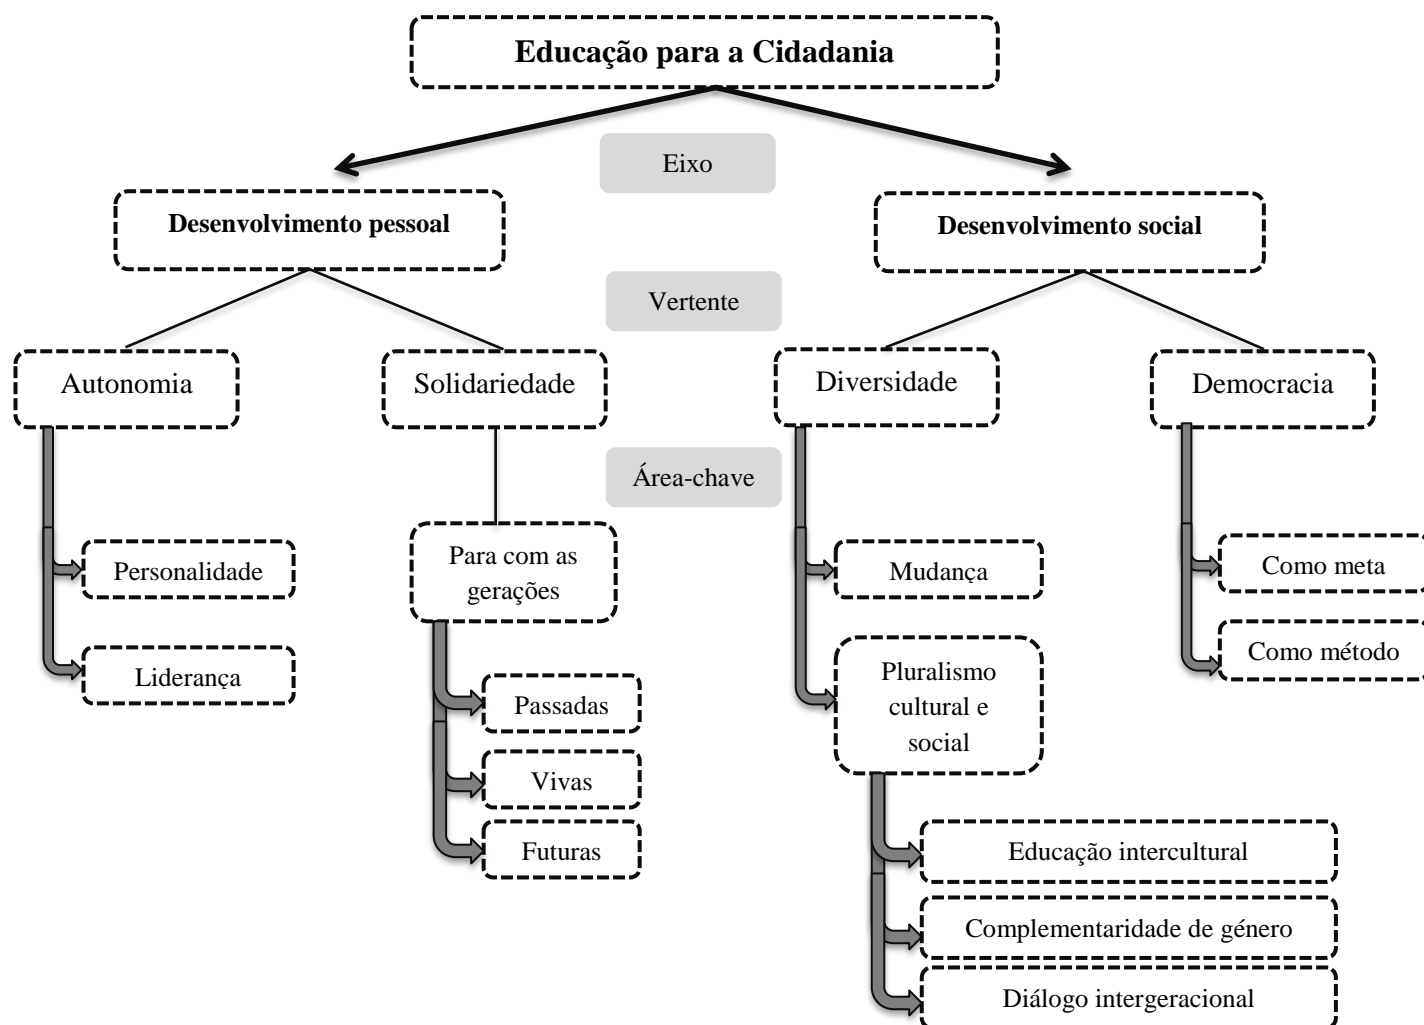 Educação para a Cidadania
Eixo
Desenvolvimento pessoal
Desenvolvimento social
Vertente
Autonomia
Solidariedade
Diversidade
Democracia
Área-chave
Personalidade
Liderança
Para com as
gerações
Passadas
Vivas
Futuras
Mudança
Pluralismo
cultural e
social
Educação intercultural
Complementaridade de género
Diálogo intergeracional
Como meta
Como método